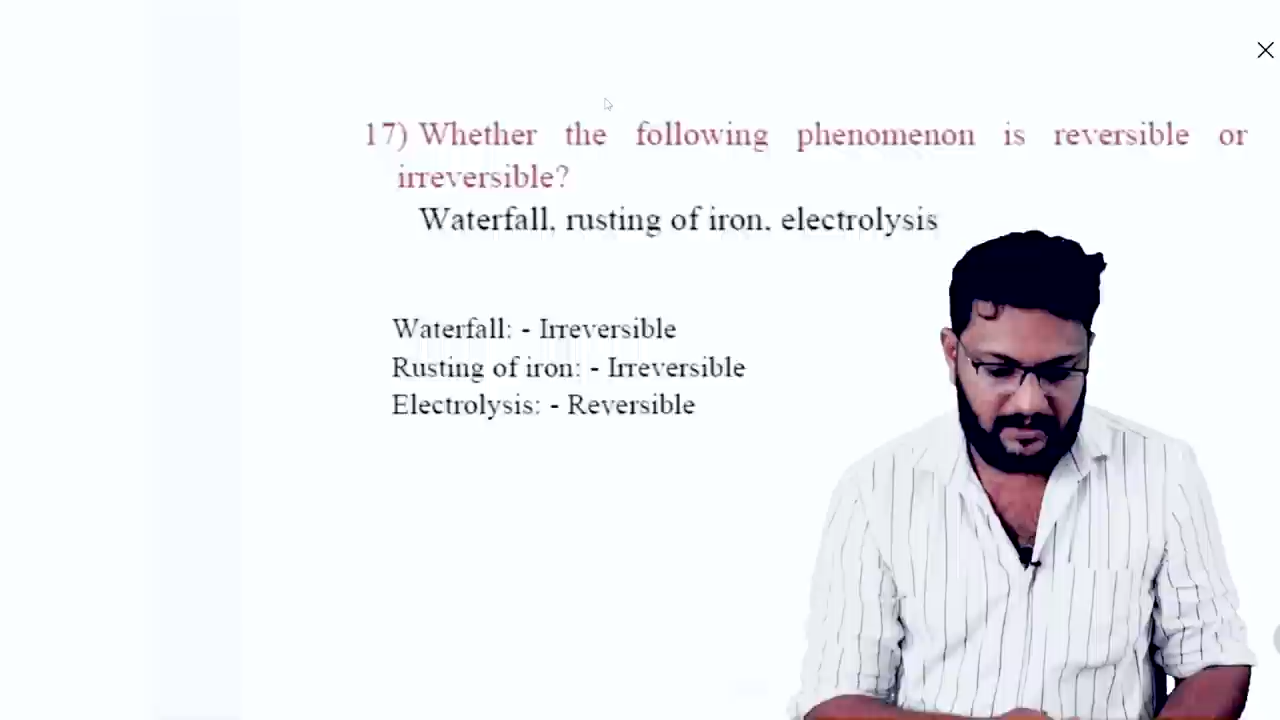 17) Whether the following phenomenon is reversible or
irreversible?
Waterfall, rusting of iron, electrolysis
Waterfall: - Irreversible
Rusting of iron: - Irreversible
Electrolysis: - Reversible